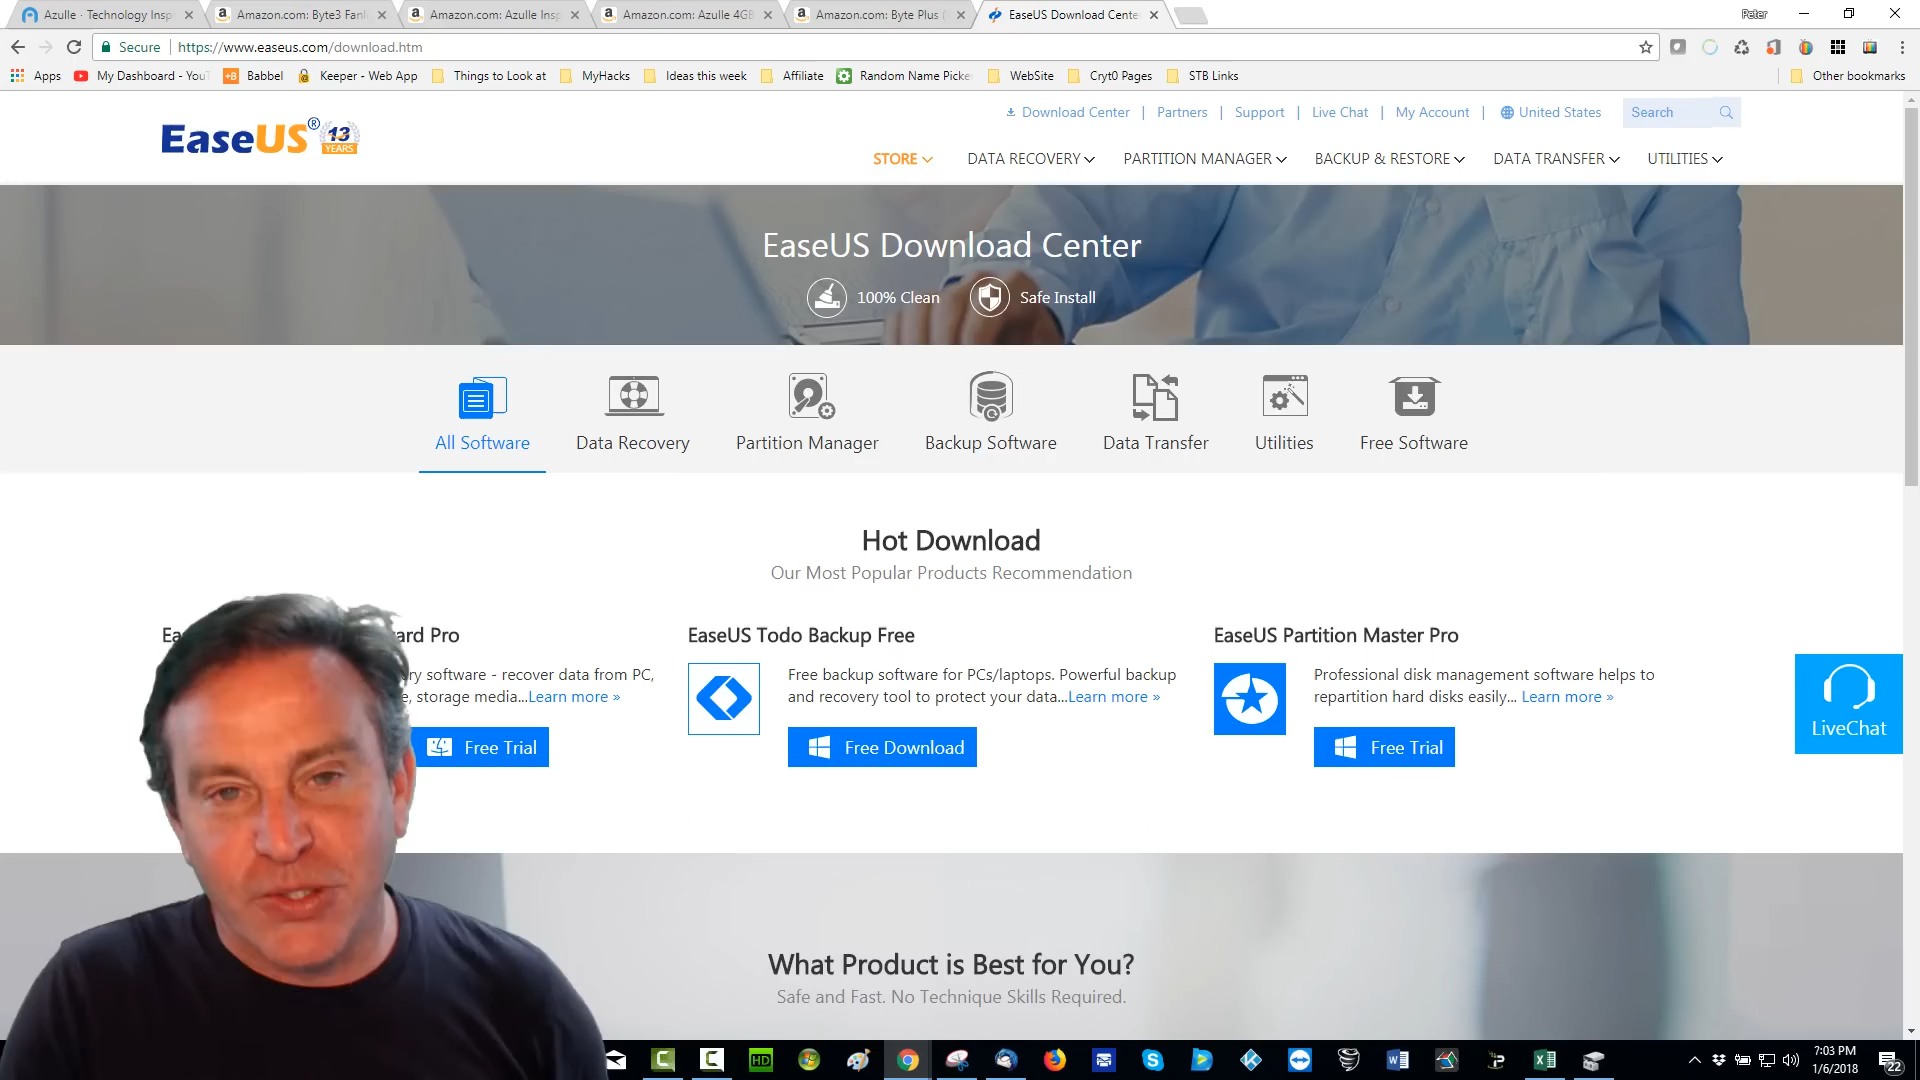 Azulle · Technology Insp
Amazon.com: Byte3 Fanl
Amazon.com: Azulle Insp
Amazon.com: Azulle 4GB
Amazon.com: Byte Plus (
EaseUS Download Cente
Peter
Secure
https://www.easeus.com/download.htm
Apps
My Dashboard - YouT
Babbel
Keeper - Web App
Things to Look at
MyHacks
Ideas this week
Affiliate
Random Name Picke
WebSite
Cryt0 Pages
STB Links
Other bookmarks
Download Center | Partners | Support | Live Chat | My Account | United States
Search
EaseUS® 13 YEARS
STORE
DATA RECOVERY
PARTITION MANAGER
BACKUP & RESTORE
DATA TRANSFER
UTILITIES
EaseUS Download Center
100% Clean
Safe Install
All Software
Data Recovery
Partition Manager
Backup Software
Data Transfer
Utilities
Free Software
Hot Download
Our Most Popular Products Recommendation
Ea ard Pro
ry software - recover data from PC,
e, storage media...Learn more »
Free Trial
EaseUS Todo Backup Free
Free backup software for PCs/laptops. Powerful backup
and recovery tool to protect your data...Learn more »
Free Download
EaseUS Partition Master Pro
Professional disk management software helps to
repartition hard disks easily... Learn more »
Free Trial
LiveChat
What Product is Best for You?
Safe and Fast. No Technique Skills Required.
HD
7:03 PM
1/6/2018
22